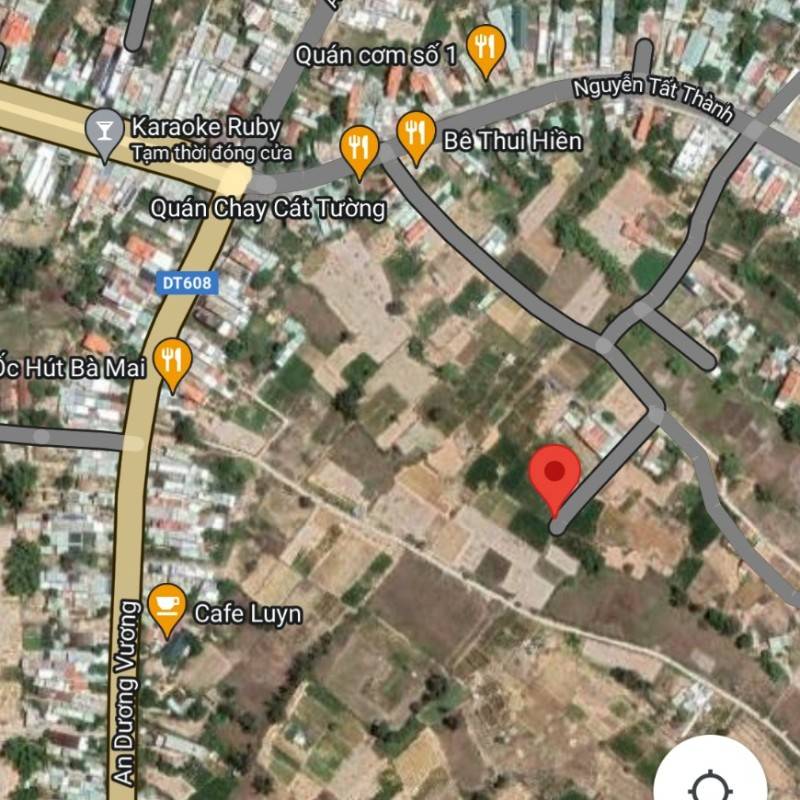 Quán cơm số 1
Nguyễn Tất Thành
Karaoke Ruby
Tạm thời đóng cửa
Bê Thui Hiền
Quán Chay Cát Tường
DT608
Ốc Hút Bà Mai
Cafe Luyn
An Dương Vương